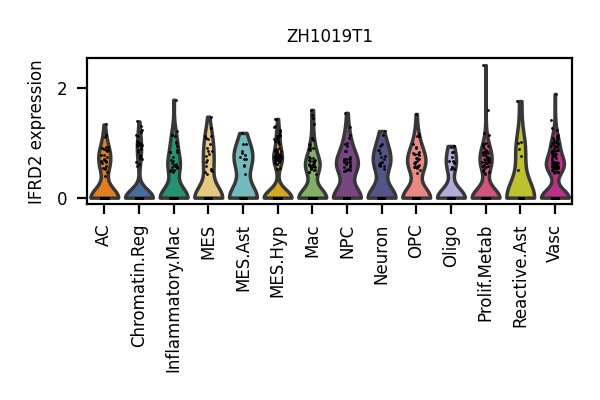 ZH1019T1
IFRD2 expression
2
0
AC
Chromatin.Reg
Inflammatory.Mac
MES
MES.Ast
MES.Hyp
Mac
NPC
Neuron
OPC
Oligo
Prolif.Metab
Reactive.Ast
Vasc